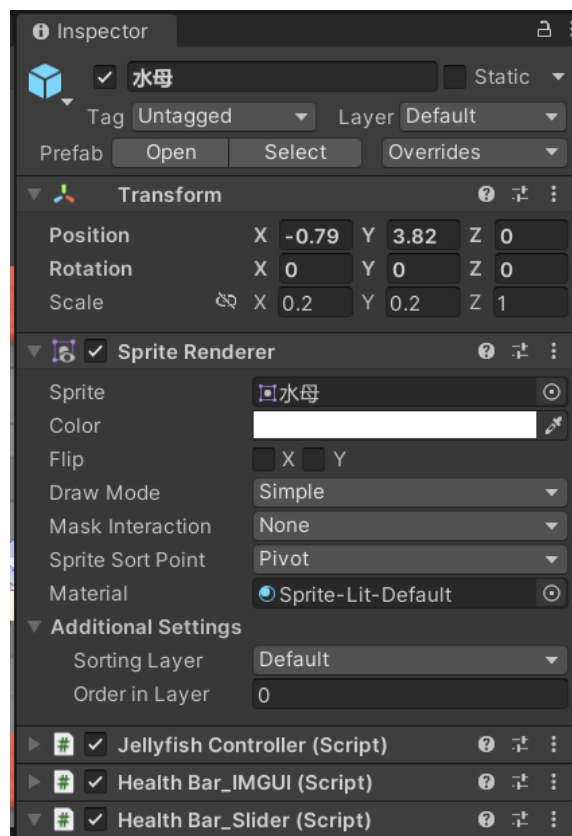 Inspector
水母 Static
Tag Untagged Layer Default
Prefab Open Select Overrides
Transform
Position X -0.79 Y 3.82 Z 0
Rotation X 0 Y 0 Z 0
Scale X 0.2 Y 0.2 Z 1
Sprite Renderer
Sprite 水母
Color
Flip X Y
Draw Mode Simple
Mask Interaction None
Sprite Sort Point Pivot
Material Sprite-Lit-Default
Additional Settings
Sorting Layer Default
Order in Layer 0
# Jellyfish Controller (Script)
# Health Bar_IMGUI (Script)
# Health Bar_Slider (Script)